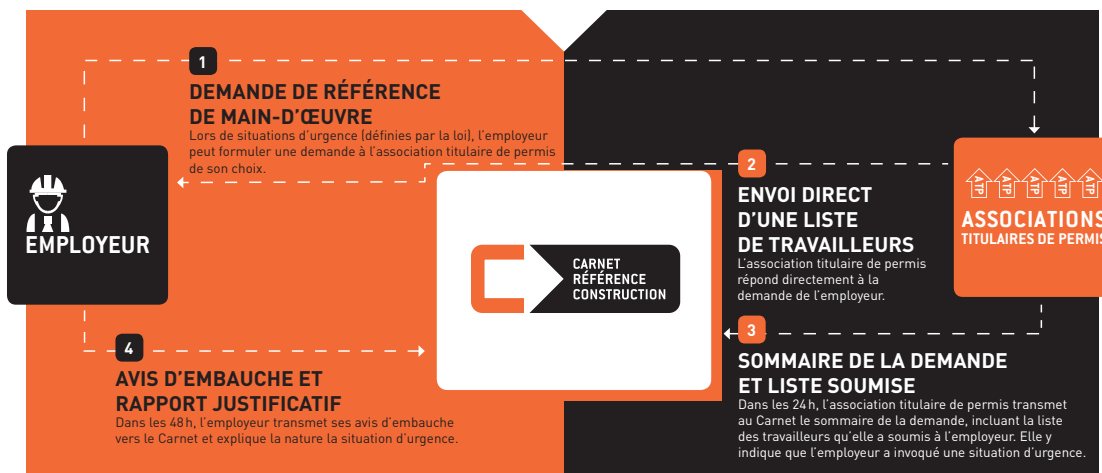 1
DEMANDE DE RÉFÉRENCE
DE MAIN-D'ŒUVRE
Lors de situations d'urgence (définies par la loi), l'employeur
peut formuler une demande à l'association titulaire de permis
de son choix.
EMPLOYEUR
2
ENVOI DIRECT
D'UNE LISTE
DE TRAVAILLEURS
L'association titulaire de permis
répond directement à la
demande de l'employeur.
ATP ATP ATP ATP ATP
ASSOCIATIONS
TITULAIRES DE PERMIS
CARNET
RÉFÉRENCE
CONSTRUCTION
3
SOMMAIRE DE LA DEMANDE
ET LISTE SOUMISE
Dans les 24 h, l'association titulaire de permis transmet
au Carnet le sommaire de la demande, incluant la liste
des travailleurs qu'elle a soumis à l'employeur. Elle y
indique que l'employeur a invoqué une situation d'urgence.
4
AVIS D'EMBAUCHE ET
RAPPORT JUSTIFICATIF
Dans les 48 h, l'employeur transmet ses avis d'embauche
vers le Carnet et explique la nature la situation d'urgence.